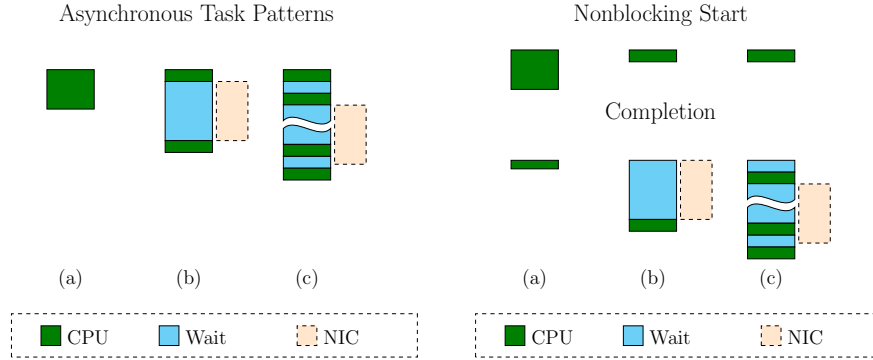 Asynchronous Task Patterns
(a) (b) (c)
CPU Wait NIC
Nonblocking Start
Completion
(a) (b) (c)
CPU Wait NIC